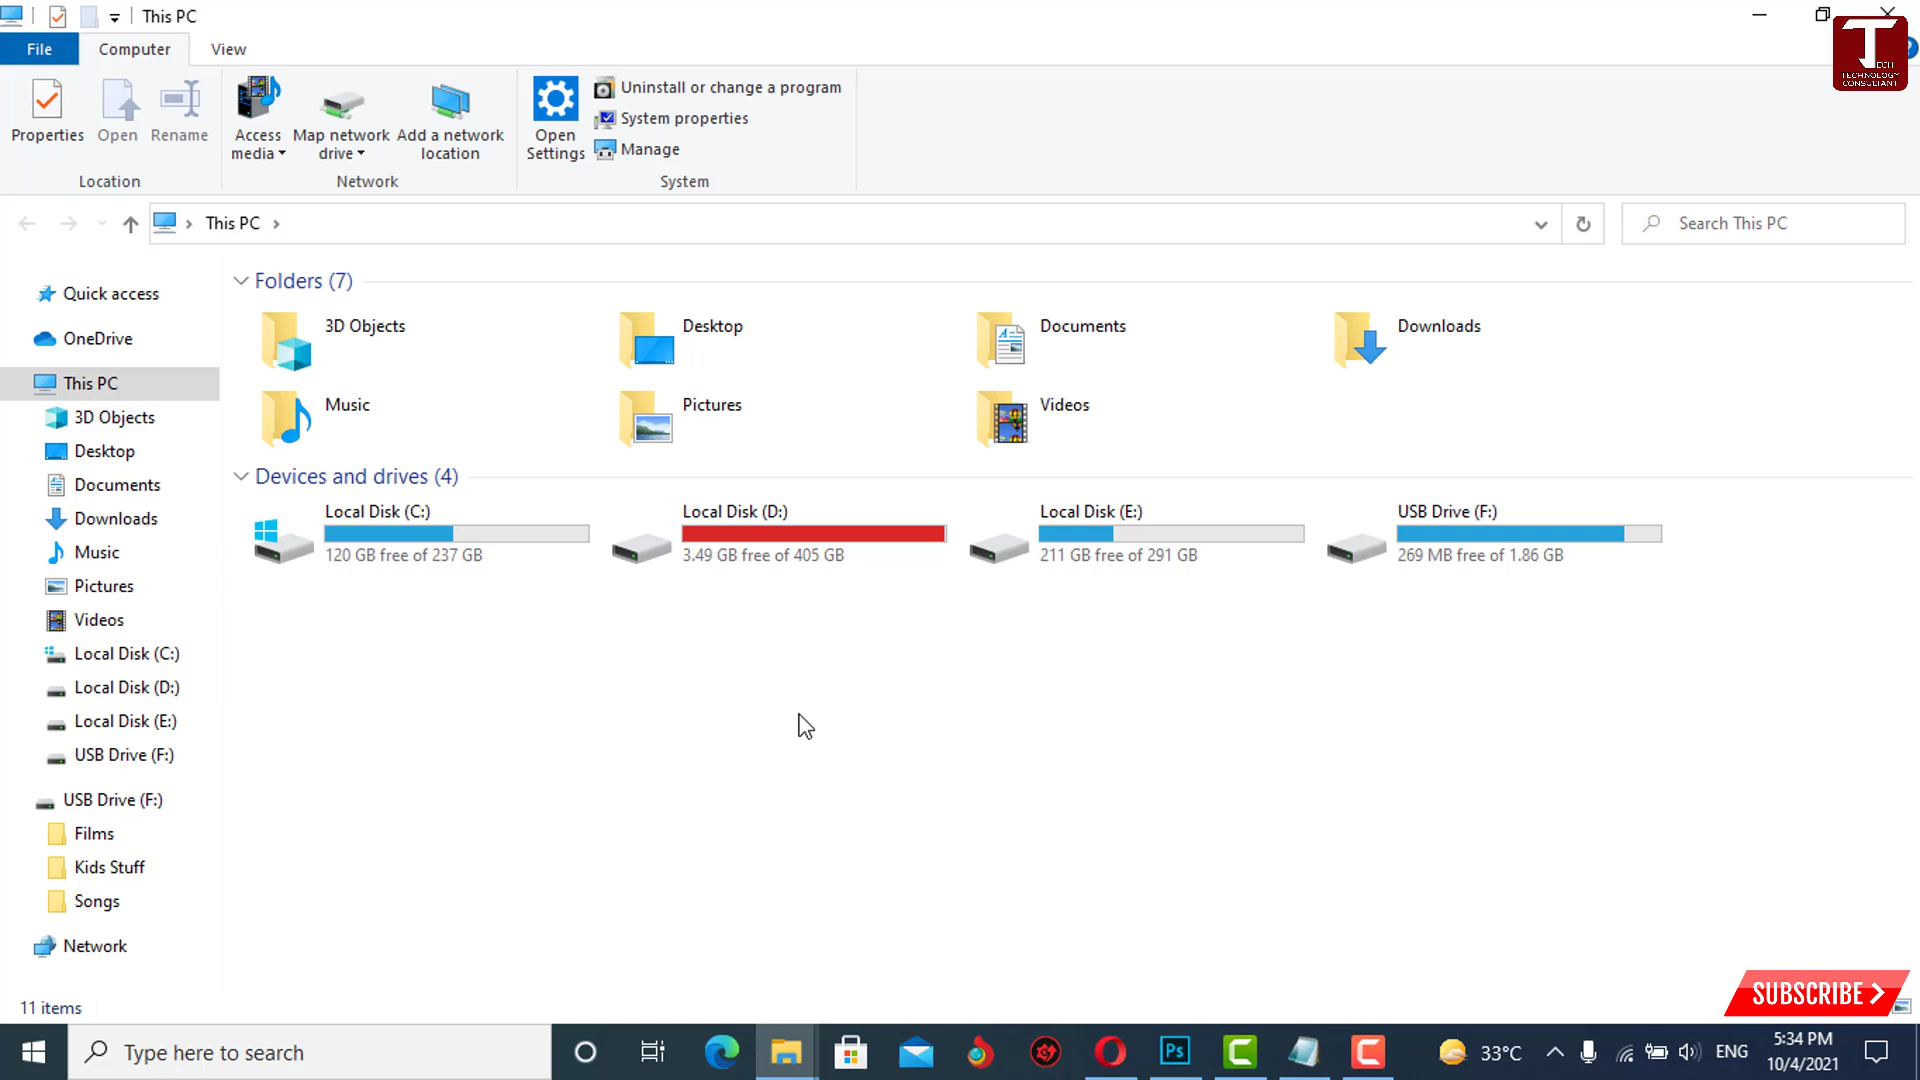 This PC
File Computer View
Properties Open Rename Access media Map network drive Add a network location Open Settings Uninstall or change a program
System properties
Manage
Location Network System
This PC
Search This PC
Quick access
OneDrive
This PC
3D Objects
Desktop
Documents
Downloads
Music
Pictures
Videos
Local Disk (C:)
Local Disk (D:)
Local Disk (E:)
USB Drive (F:)
USB Drive (F:)
Films
Kids Stuff
Songs
Network
Folders (7)
3D Objects Desktop Documents Downloads
Music Pictures Videos
Devices and drives (4)
Local Disk (C:) Local Disk (D:) Local Disk (E:) USB Drive (F:)
120 GB free of 237 GB 3.49 GB free of 405 GB 211 GB free of 291 GB 269 MB free of 1.86 GB
11 items
TECH
TECHNOLOGY
CONSULTANT
SUBSCRIBE
Type here to search
Ps
33°C
ENG
5:34 PM
10/4/2021